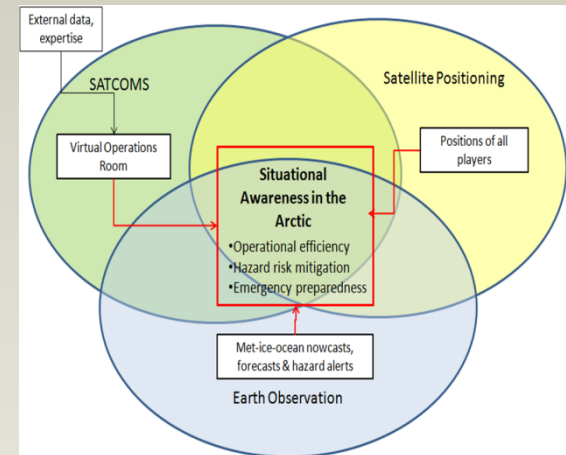 External data,
expertise
SATCOMS
Satellite Positioning
Virtual Operations
Room
Positions of all
players
Situational
Awareness in the
Arctic
•Operational efficiency
•Hazard risk mitigation
•Emergency preparedness
Met-ice-ocean nowcasts,
forecasts & hazard alerts
Earth Observation